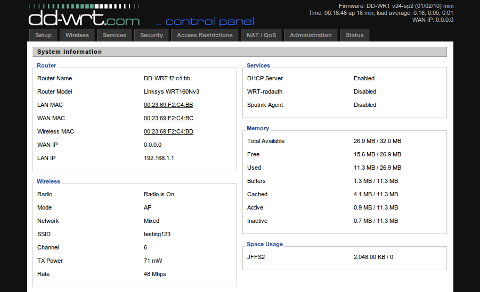 dd-wrt.com ... control panel
Firmware: DD-WRT v24-sp2 (01/02/10) mini
Time: 00:16:48 up 16 min, load average: 0.16, 0.05, 0.01
WAN IP: 0.0.0.0
Setup Wireless Services Security Access Restrictions NAT / QoS Administration Status
System Information
Router
Router Name DD-WRT f2:c4:bb
Router Model Linksys WRT160Nv3
LAN MAC 00:23:69:F2:C4:BB
WAN MAC 00:23:69:F2:C4:BC
Wireless MAC 00:23:69:F2:C4:BD
WAN IP 0.0.0.0
LAN IP 192.168.1.1
Wireless
Radio Radio is On
Mode AP
Network Mixed
SSID testing123
Channel 6
TX Power 71 mW
Rate 48 Mbps
Services
DHCP Server Enabled
WRT-radauth Disabled
Sputnik Agent Disabled
Memory
Total Available 26.9 MB / 32.0 MB
Free 15.6 MB / 26.9 MB
Used 11.3 MB / 26.9 MB
Buffers 1.3 MB / 11.3 MB
Cached 4.1 MB / 11.3 MB
Active 0.9 MB / 11.3 MB
Inactive 0.7 MB / 11.3 MB
Space Usage
JFFS2 2,048.00 KB / 0